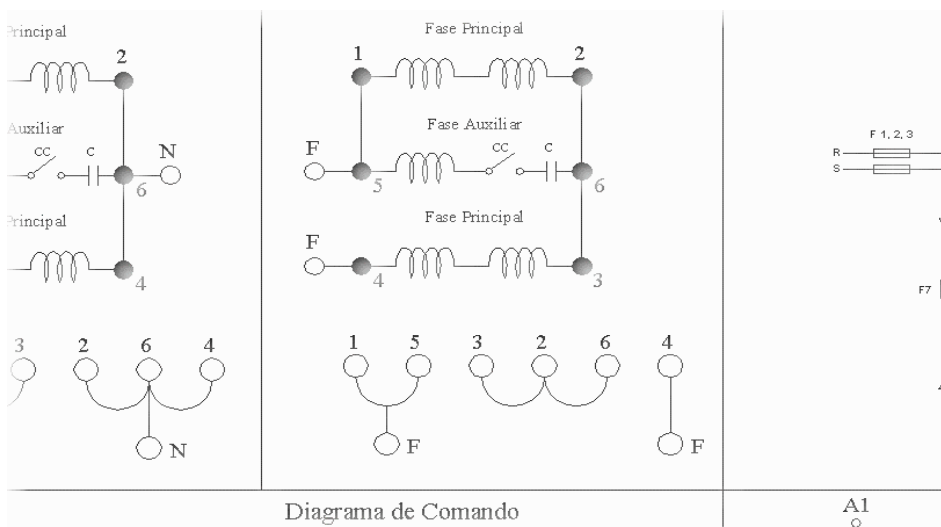 Principal
2
Auxiliar
CC C N
6
Principal
4
3 2 6 4
N
Fase Principal
1 2
Fase Auxiliar
F CC C
5 6
Fase Principal
F
4 3
1 5 3 2 6 4
F F
F 1, 2, 3
R
S
F7
Diagrama de Comando
A1